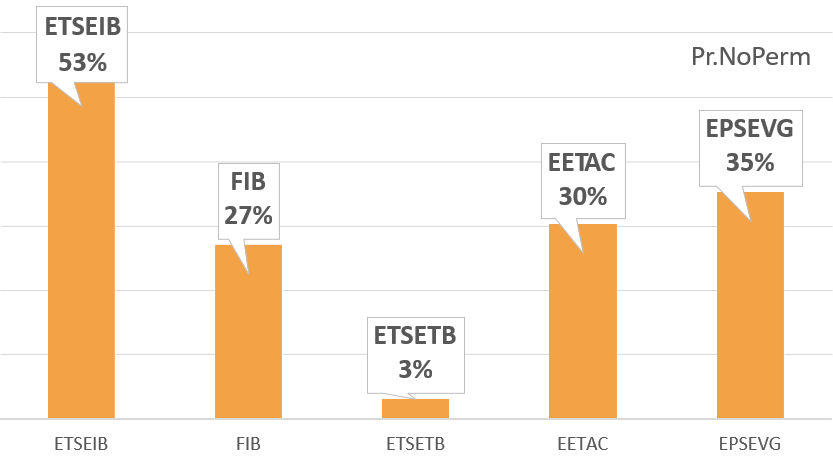 ETSEIB
53%
Pr.NoPerm
FIB
27%
ETSETB
3%
EETAC
30%
EPSEVG
35%
ETSEIB
FIB
ETSETB
EETAC
EPSEVG